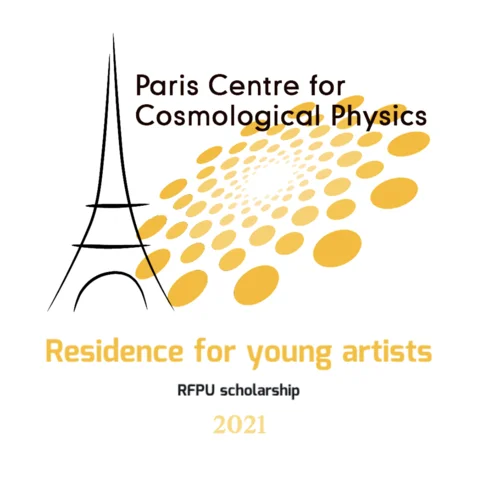 Paris Centre for
Cosmological Physics
Residence for young artists
RFPU scholarship
2021